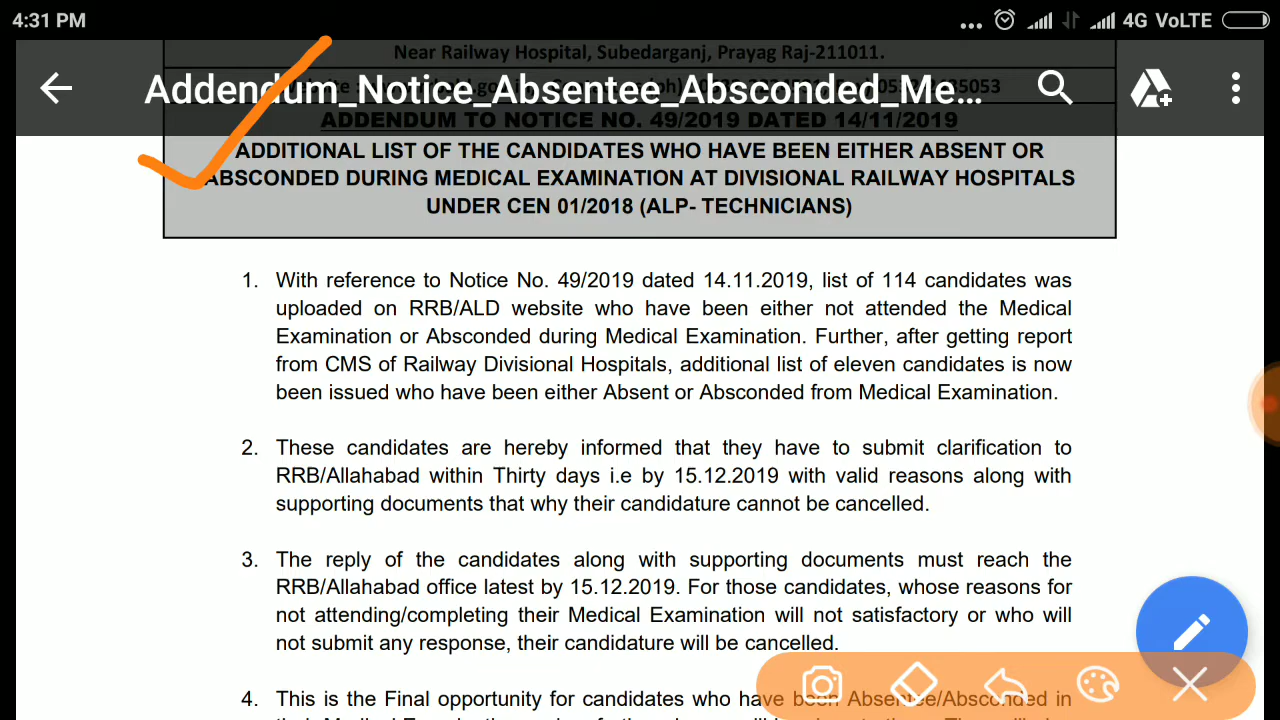 4:31 PM
4G VoLTE
Near Railway Hospital, Subedarganj, Prayag Raj-211011.
Addendum_Notice_Absentee_Absconded_Me...
ADDENDUM TO NOTICE NO. 49/2019 DATED 14/11/2019
ADDITIONAL LIST OF THE CANDIDATES WHO HAVE BEEN EITHER ABSENT OR
ABSCONDED DURING MEDICAL EXAMINATION AT DIVISIONAL RAILWAY HOSPITALS
UNDER CEN 01/2018 (ALP- TECHNICIANS)
1. With reference to Notice No. 49/2019 dated 14.11.2019, list of 114 candidates was
uploaded on RRB/ALD website who have been either not attended the Medical
Examination or Absconded during Medical Examination. Further, after getting report
from CMS of Railway Divisional Hospitals, additional list of eleven candidates is now
been issued who have been either Absent or Absconded from Medical Examination.
2. These candidates are hereby informed that they have to submit clarification to
RRB/Allahabad within Thirty days i.e by 15.12.2019 with valid reasons along with
supporting documents that why their candidature cannot be cancelled.
3. The reply of the candidates along with supporting documents must reach the
RRB/Allahabad office latest by 15.12.2019. For those candidates, whose reasons for
not attending/completing their Medical Examination will not satisfactory or who will
not submit any response, their candidature will be cancelled.
4. This is the Final opportunity for candidates who have been Absentee/Absconded in